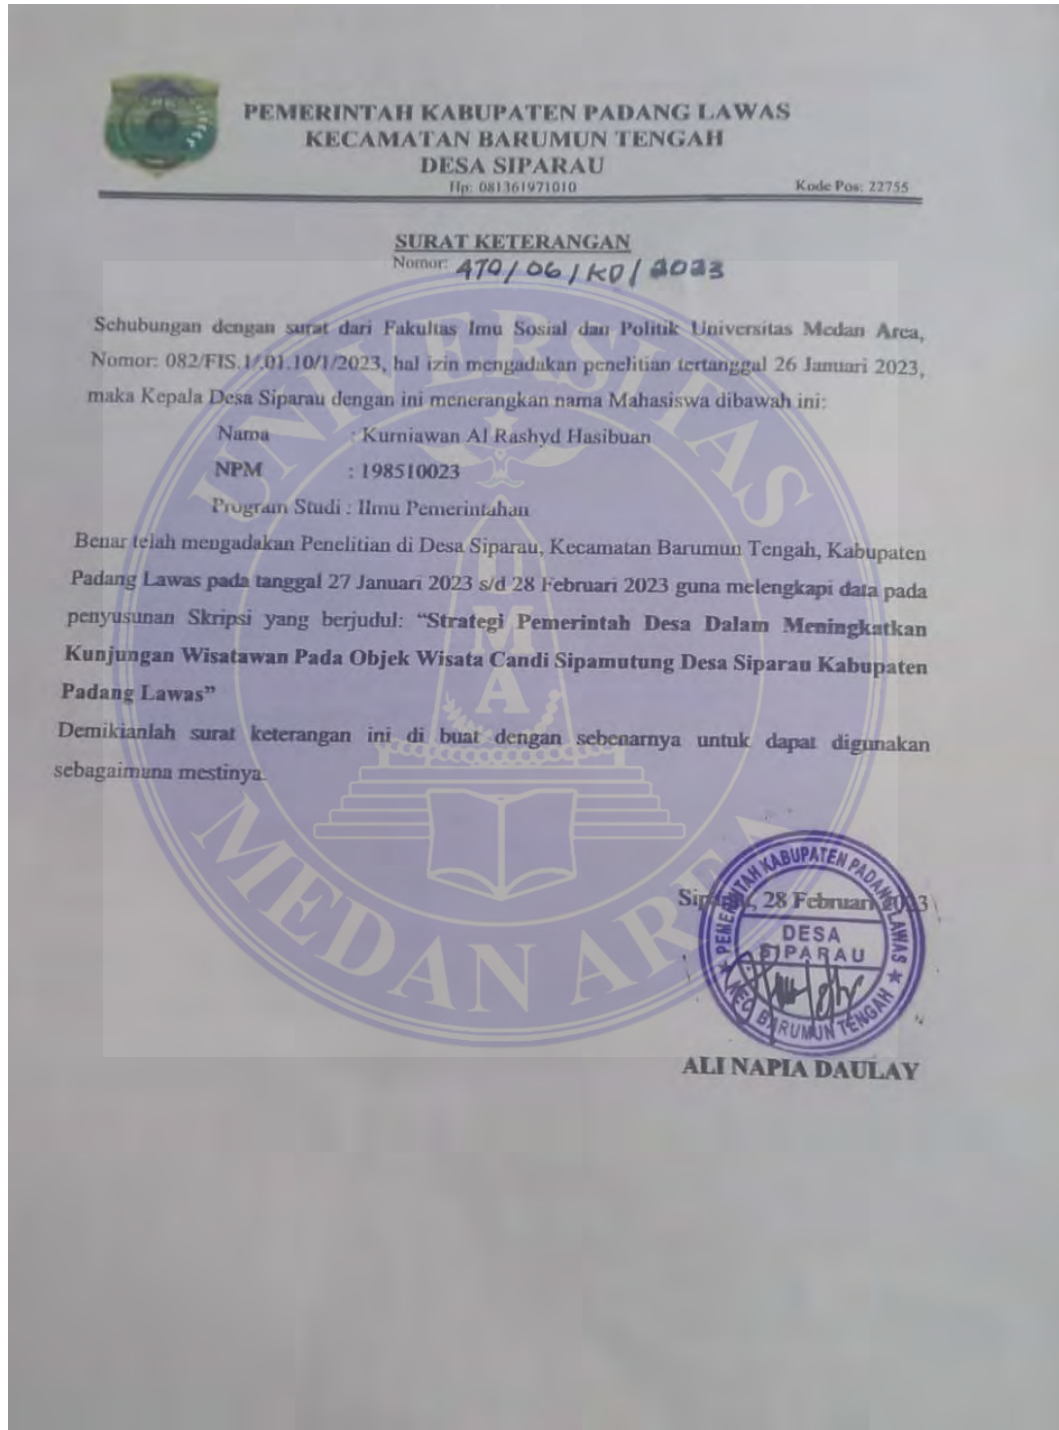 PEMERINTAH KABUPATEN PADANG LAWAS
KECAMATAN BARUMUN TENGAH
DESA SIPARAU
Hp: 081361971010
Kode Pos: 22755
SURAT KETERANGAN
Nomor: 470/06/KD/2023
Sehubungan dengan surat dari Fakultas Imu Sosial dan Politik Universitas Medan Area,
Nomor: 082/FIS.1/.01.10/1/2023, hal izin mengadakan penelitian tertanggal 26 Januari 2023,
maka Kepala Desa Siparau dengan ini menerangkan nama Mahasiswa dibawah ini:
Nama : Kurniawan Al Rashyd Hasibuan
NPM : 198510023
Program Studi : Ilmu Pemerintahan
Benar telah mengadakan Penelitian di Desa Siparau, Kecamatan Barumun Tengah, Kabupaten
Padang Lawas pada tanggal 27 Januari 2023 s/d 28 Februari 2023 guna melengkapi data pada
penyusunan Skripsi yang berjudul: “Strategi Pemerintah Desa Dalam Meningkatkan
Kunjungan Wisatawan Pada Objek Wisata Candi Sipamutung Desa Siparau Kabupaten
Padang Lawas”
Demikianlah surat keterangan ini di buat dengan sebenarnya untuk dapat digunakan
sebagaimana mestinya.
UNIVERSITAS
UMA
MEDAN AREA
Siparau, 28 Februari 2023
PEMERINTAH KABUPATEN PADANG LAWAS
DESA
SIPARAU
KEC. BARUMUN TENGAH
ALI NAPIA DAULAY